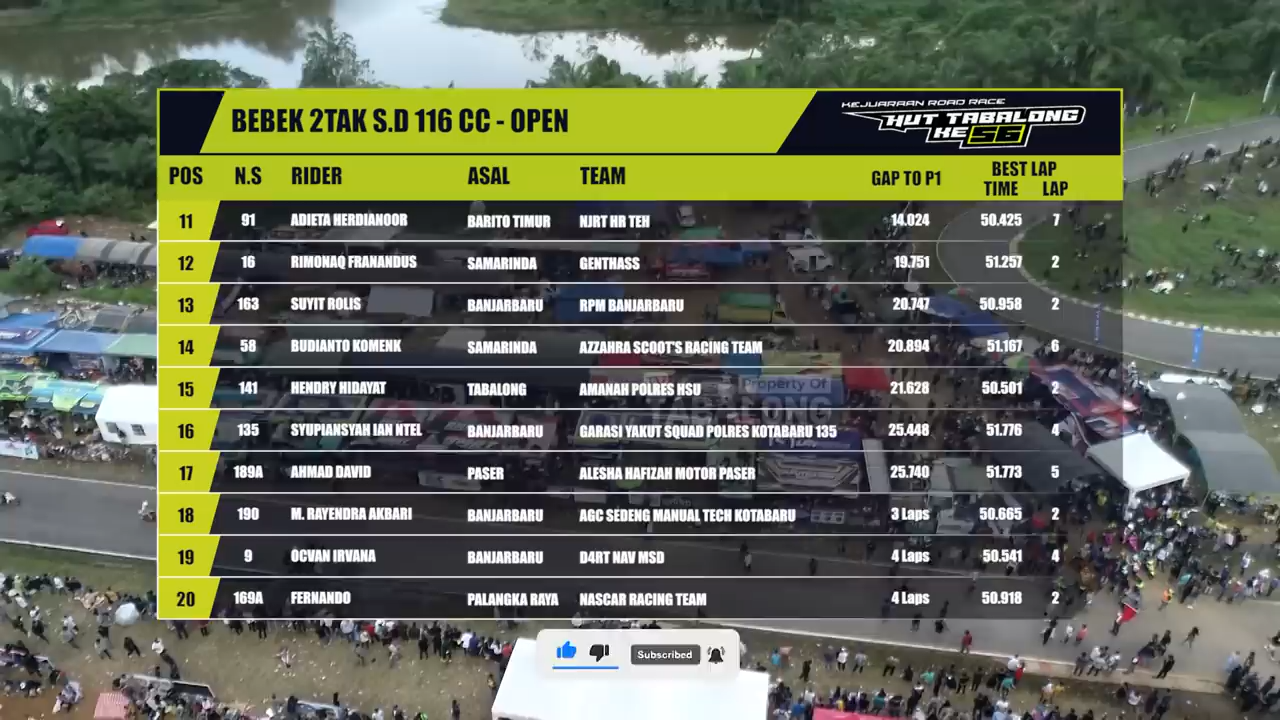 BEBEK 2TAK S.D 116 CC - OPEN
KEJUARAAN ROAD RACE
HUT TABALONG
KE 56
POS N.S RIDER ASAL TEAM GAP TO P1 BEST LAP TIME LAP
11 91 ADIETA HERDIANOOR BARITO TIMUR NJRT HR TEH 14.024 50.425 7
12 16 RIMONAQ FRANANDUS SAMARINDA GENTHASS 19.751 51.257 2
13 163 SUYIT ROLIS BANJARBARU RPM BANJARBARU 20.747 50.958 2
14 58 BUDIANTO KOMENK SAMARINDA AZZAHRA SCOOT'S RACING TEAM 20.894 51.167 6
15 141 HENDRY HIDAYAT TABALONG AMANAH POLRES HSU 21.628 50.501 2
Property Of
TABALONG
16 135 SYUPIANSYAH IAN NTEL BANJARBARU GARASI YAKUT SQUAD POLRES KOTABARU 135 25.448 51.776 4
17 189A AHMAD DAVID PASER ALESHA HAFIZAH MOTOR PASER 25.740 51.773 5
18 190 M. RAYENDRA AKBARI BANJARBARU AGC SEDENG MANUAL TECH KOTABARU 3 Laps 50.665 2
19 9 OCVAN IRVANA BANJARBARU D4RT NAV MSD 4 Laps 50.541 4
20 169A FERNANDO PALANGKA RAYA NASCAR RACING TEAM 4 Laps 50.918 2
Subscribed